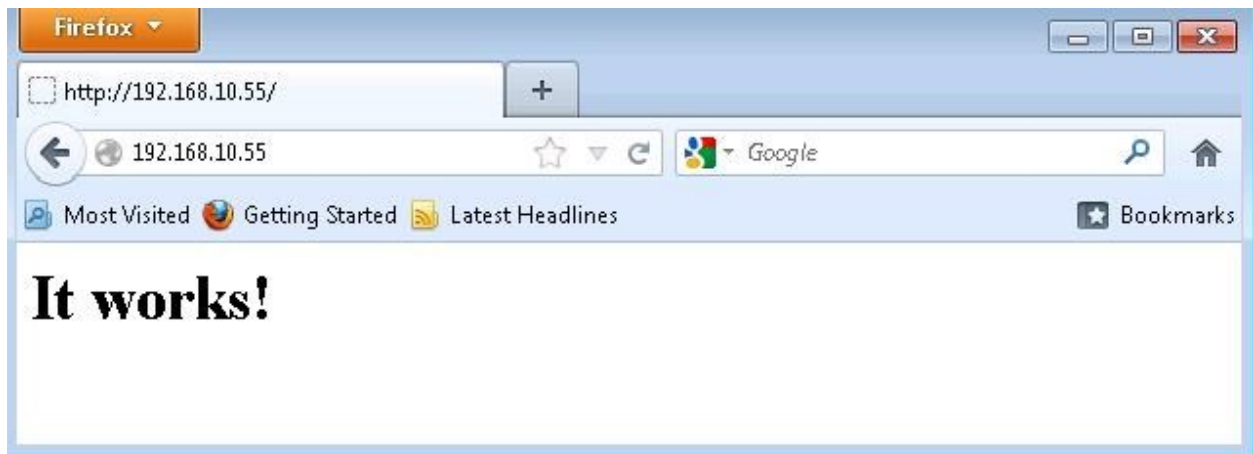 Firefox
http://192.168.10.55/
192.168.10.55 Google
Most Visited Getting Started Latest Headlines Bookmarks
It works!